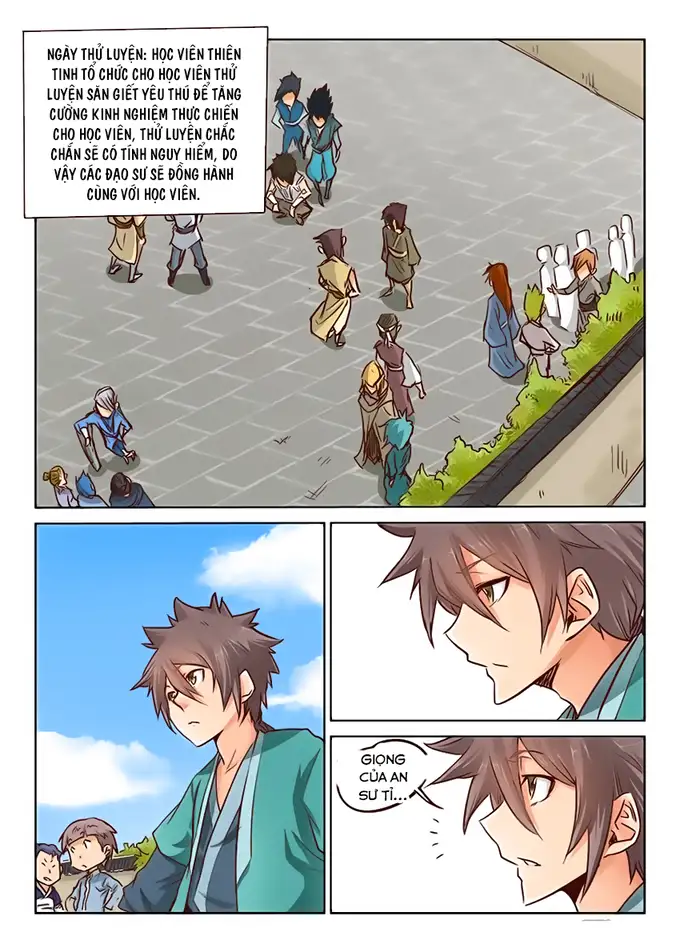 NGÀY THỬ LUYỆN: HỌC VIÊN THIÊN
TINH TỔ CHỨC CHO HỌC VIÊN THỬ
LUYỆN SĂN GIẾT YÊU THÚ ĐỂ TĂNG
CƯỜNG KINH NGHIỆM THỰC CHIẾN
CHO HỌC VIÊN, THỬ LUYỆN CHẮC
CHẮN SẼ CÓ TÍNH NGUY HIỂM, DO
VẬY CÁC ĐẠO SƯ SẼ ĐỒNG HÀNH
CÙNG VỚI HỌC VIÊN.
GIỌNG
CỦA AN
SƯ TỈ...